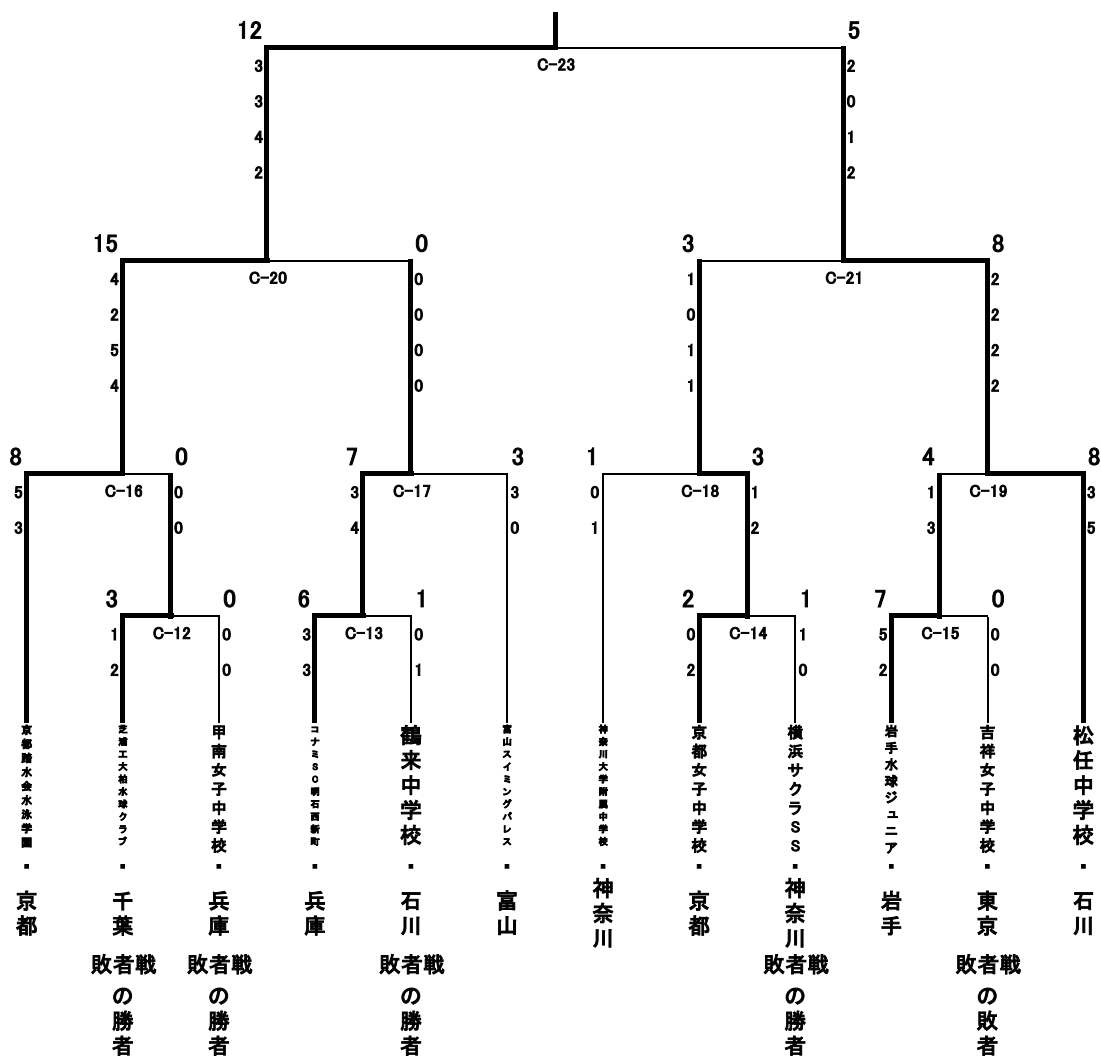 12
5
C-23
3
2
3
0
4
1
2
2
15
0
3
8
C-20
C-21
4
0
1
2
2
0
0
2
5
0
1
2
4
0
1
2
8
0
7
3
1
3
4
8
C-16
C-17
C-18
C-19
5
0
3
3
0
1
1
3
3
0
4
0
1
2
3
5
3
0
6
1
2
1
7
0
C-12
C-13
C-14
C-15
1
0
3
0
0
1
5
0
2
0
3
1
2
0
2
0
京都踏水会水泳学園・京都
芝浦工大柏水球クラブ・千葉
敗者戦の勝者
甲南女子中学校・兵庫
敗者戦の勝者
コナミSC明石西新町・兵庫
鶴来中学校・石川
敗者戦の勝者
富山スイミングパレス・富山
神奈川大学附属中学校・神奈川
京都女子中学校・京都
横浜サクラSS・神奈川
敗者戦の勝者
岩手水球ジュニア・岩手
吉祥女子中学校・東京
敗者戦の敗者
松任中学校・石川